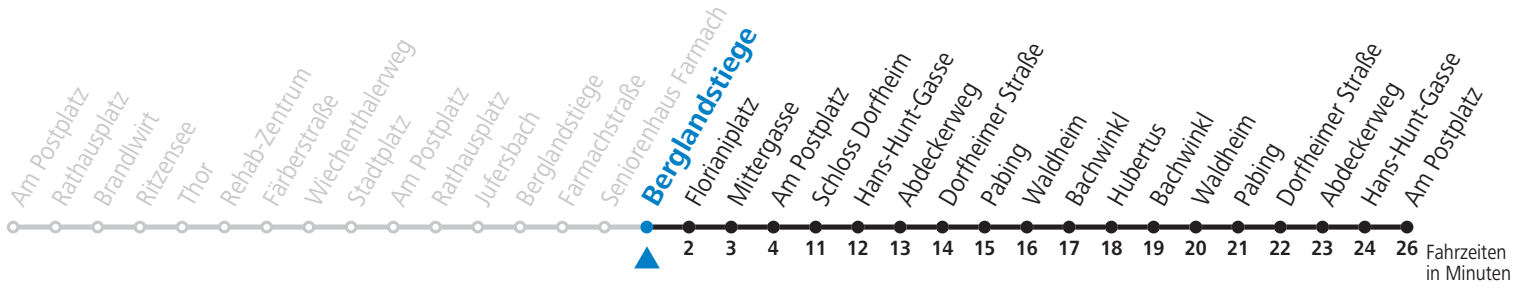 Am Postplatz
Rathausplatz
Brandlwirt
Ritzensee
Thor
Rehab-Zentrum
Färberstraße
Wiechenthalerweg
Stadtplatz
Am Postplatz
Rathausplatz
Jufersbach
Berglandstiege
Farmachstraße
Seniorenhaus Farmach
Berglandstiege
Florianiplatz
Mittergasse
Am Postplatz
Schloss Dorfheim
Hans-Hunt-Gasse
Abdeckerweg
Dorfheimer Straße
Pabing
Waldheim
Bachwinkl
Hubertus
Bachwinkl
Waldheim
Pabing
Dorfheimer Straße
Abdeckerweg
Hans-Hunt-Gasse
Am Postplatz
2 3 4 11 12 13 14 15 16 17 18 19 20 21 22 23 24 26
Fahrzeiten
in Minuten